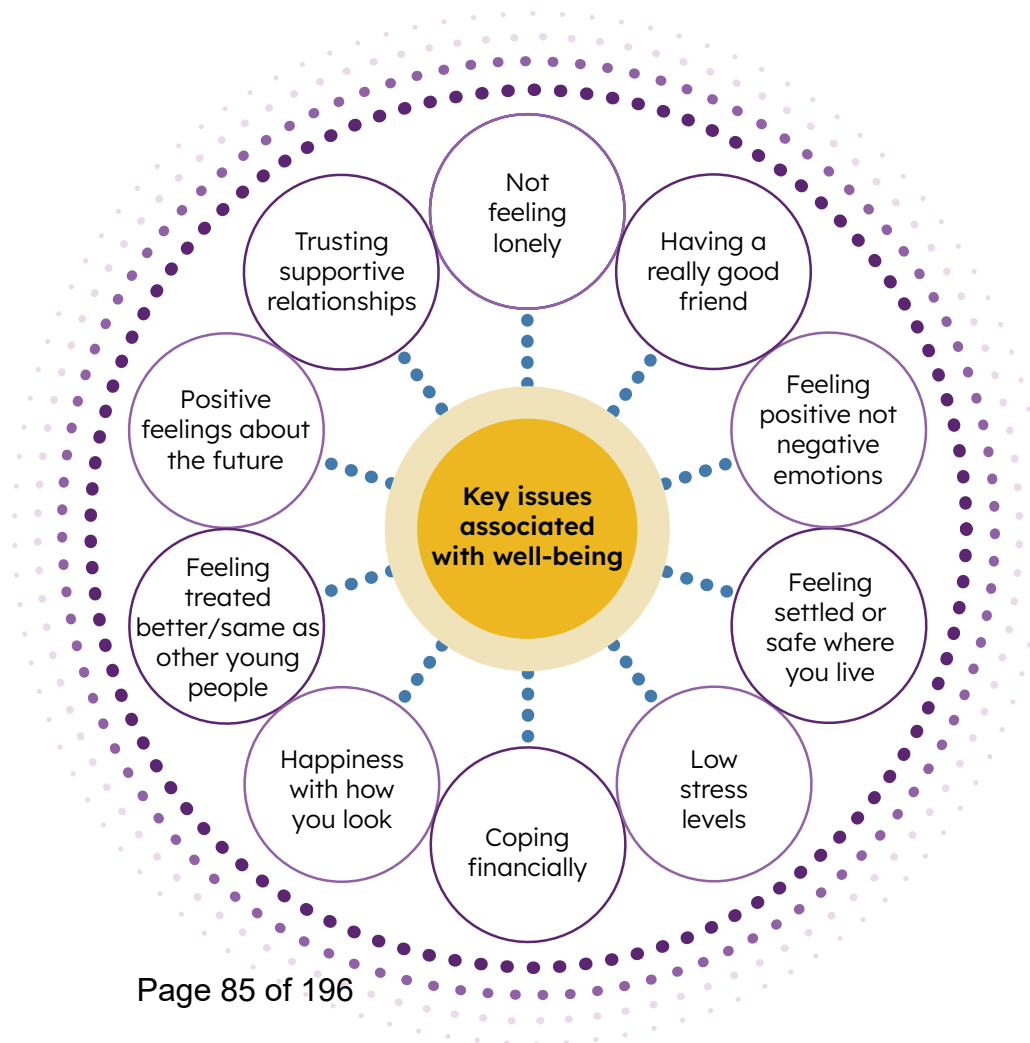 Not
feeling
lonely
Having a
really good
friend
Feeling
positive not
negative
emotions
Feeling
settled or
safe where
you live
Low
stress
levels
Coping
financially
Happiness
with how
you look
Feeling
treated
better/same as
other young
people
Positive
feelings about
the future
Trusting
supportive
relationships
Key issues
associated
with well-being
Page 85 of 196